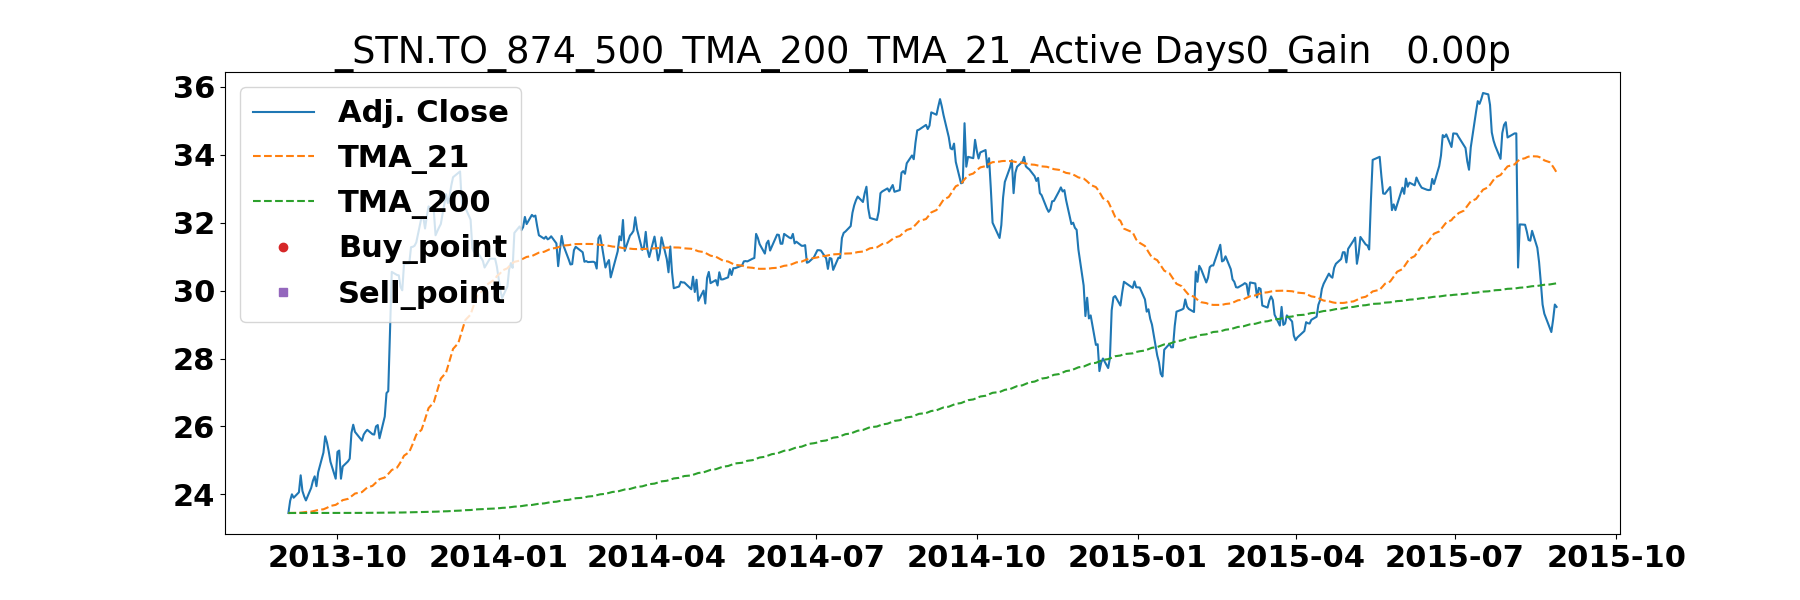 _STN.TO_874_500_TMA_200_TMA_21_Active Days0_Gain   0.00p
36
34
32
30
28
26
24
Adj. Close
TMA_21
TMA_200
Buy_point
Sell_point
2013-10 2014-01 2014-04 2014-07 2014-10 2015-01 2015-04 2015-07 2015-10